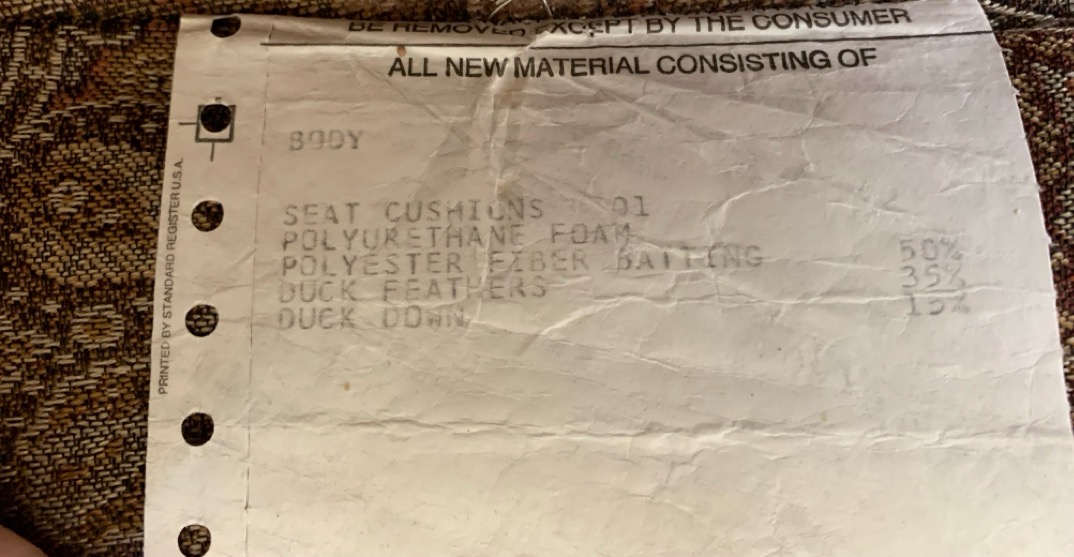 BE REMOVED EXCEPT BY THE CONSUMER
ALL NEW MATERIAL CONSISTING OF
BODY
SEAT CUSHIONS 01
POLYURETHANE FOAM
POLYESTER FIBER BATTING 50%
DUCK FEATHERS 35%
DUCK DOWN 15%
PRINTED BY STANDARD REGISTER U.S.A.